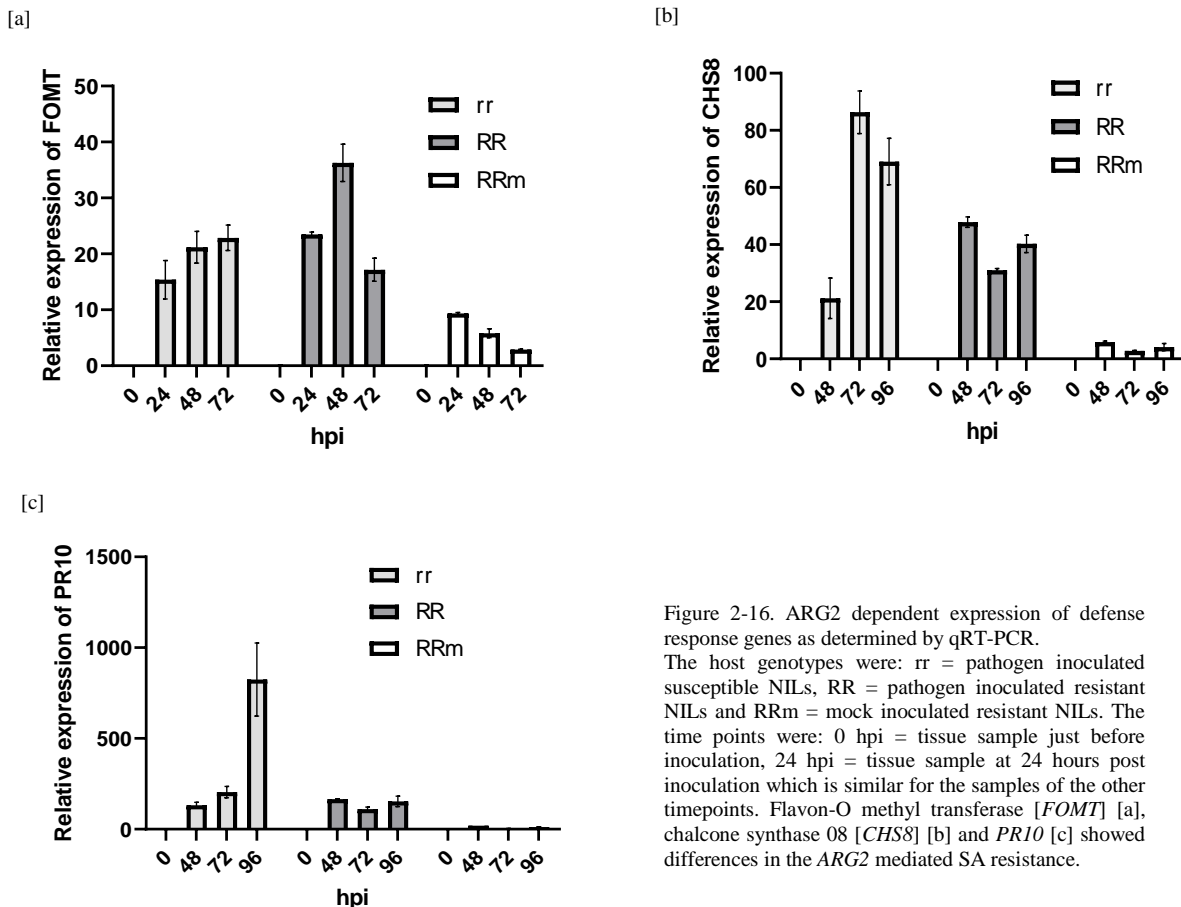 [a]
Relative expression of FOMT
50
40
30
20
10
0
rr
RR
RRm
0 24 48 72 0 24 48 72 0 24 48 72
hpi
[b]
Relative expression of CHS8
100
80
60
40
20
0
rr
RR
RRm
0 48 72 96 0 48 72 96 0 48 72 96
hpi
[c]
Relative expression of PR10
1500
1000
500
0
rr
RR
RRm
0 48 72 96 0 48 72 96 0 48 72 96
hpi
Figure 2-16. ARG2 dependent expression of defense
response genes as determined by qRT-PCR.
The host genotypes were: rr = pathogen inoculated
susceptible NILs, RR = pathogen inoculated resistant
NILs and RRm = mock inoculated resistant NILs. The
time points were: 0 hpi = tissue sample just before
inoculation, 24 hpi = tissue sample at 24 hours post
inoculation which is similar for the samples of the other
timepoints. Flavon-O methyl transferase [FOMT] [a],
chalcone synthase 08 [CHS8] [b] and PR10 [c] showed
differences in the ARG2 mediated SA resistance.